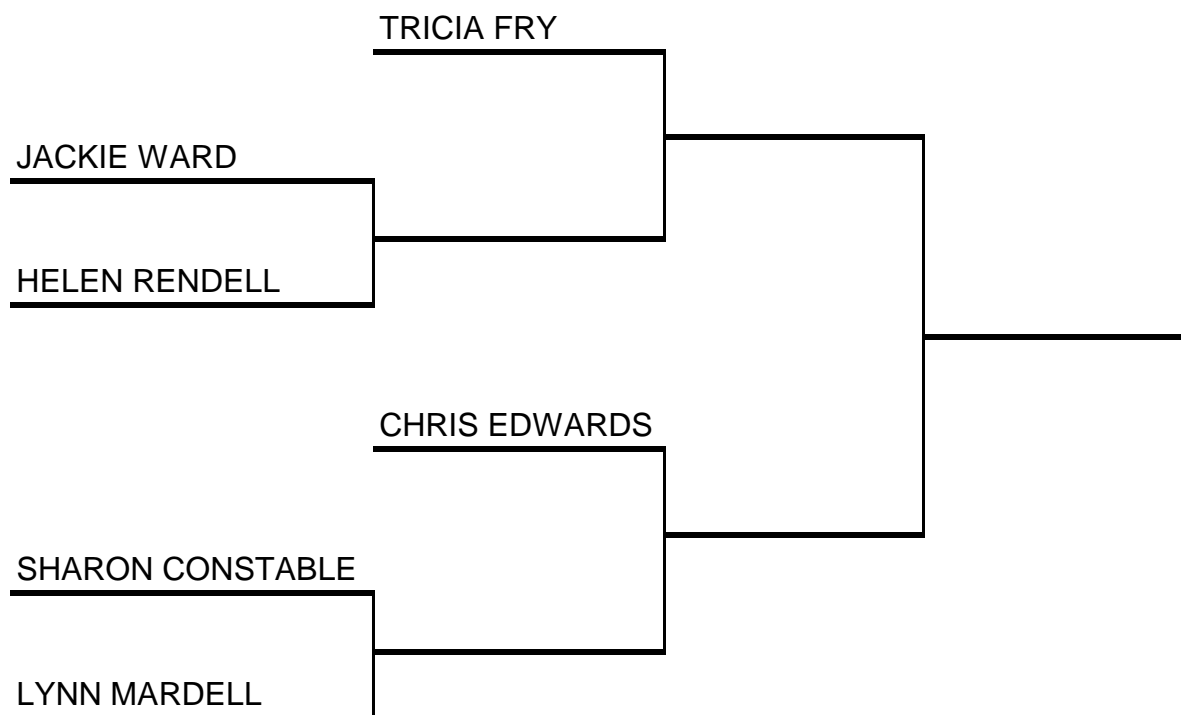 TRICIA FRY
JACKIE WARD
HELEN RENDELL
CHRIS EDWARDS
SHARON CONSTABLE
LYNN MARDELL